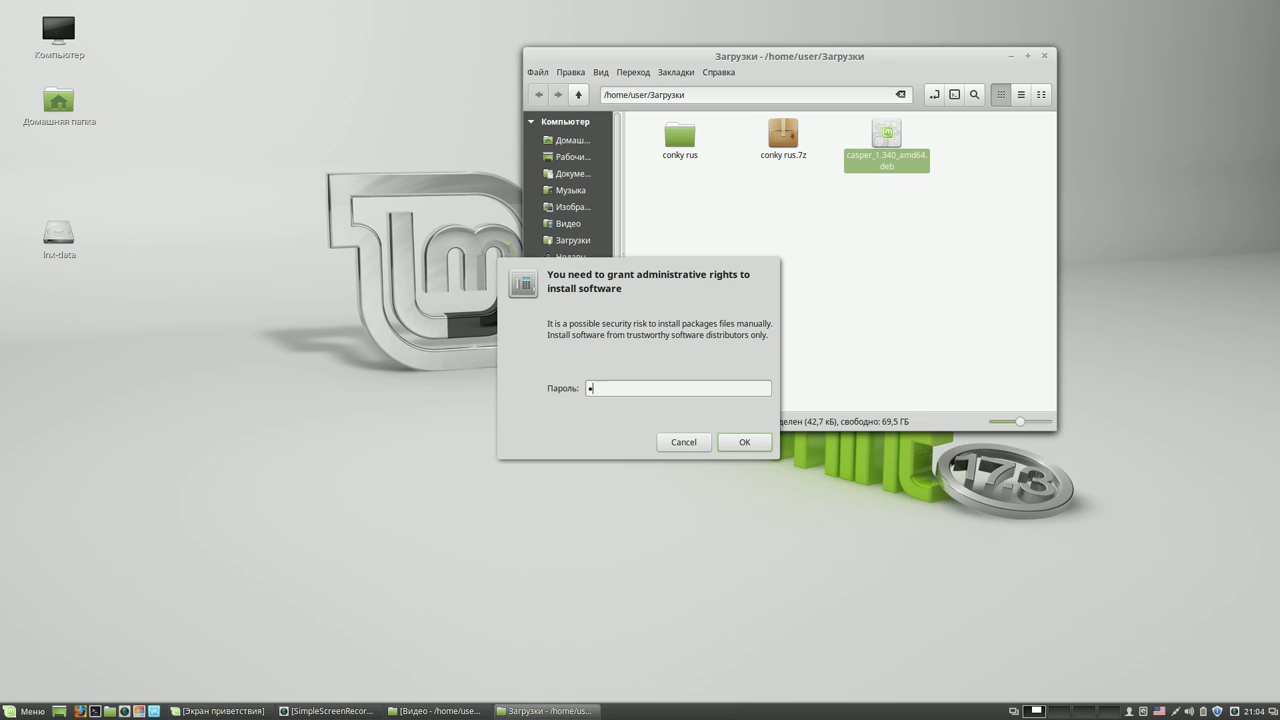 Компьютер
Домашняя папка
lnx-data
Загрузки - /home/user/Загрузки
Файл Правка Вид Переход Закладки Справка
/home/user/Загрузки
Компьютер
Домаш...
Рабочи...
Докуме...
Музыка
Изобра...
Видео
Загрузки
conky rus
conky rus.7z
casper_1.340_amd64.
deb
You need to grant administrative rights to
install software
It is a possible security risk to install packages files manually.
Install software from trustworthy software distributors only.
Пароль:
Cancel
OK
делен (42,7 кБ), свободно: 69,5 ГБ
17.3
Меню
[Экран приветствия]
[SimpleScreenRecor...
[Видео - /home/use...
Загрузки - /home/us...
21:04